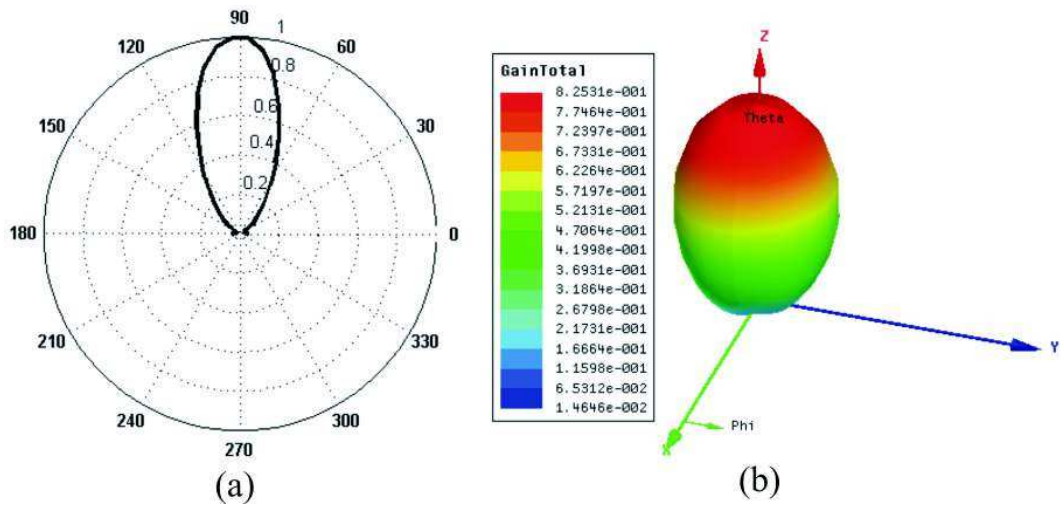 90
1
120
60
0.8
0.6
150
30
0.4
0.2
180
0
210
330
240
300
270
(a)
GainTotal
8.2531e-001
7.7464e-001
7.2397e-001
6.7331e-001
6.2264e-001
5.7197e-001
5.2131e-001
4.7064e-001
4.1998e-001
3.6931e-001
3.1864e-001
2.6798e-001
2.1731e-001
1.6664e-001
1.1598e-001
6.5312e-002
1.4646e-002
Z
Theta
Y
Phi
X
(b)